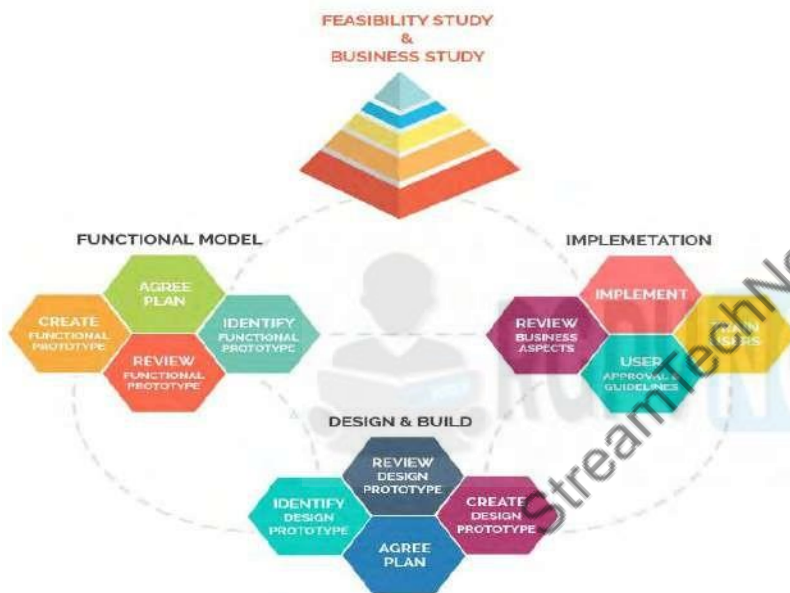 FEASIBILITY STUDY
&
BUSINESS STUDY
FUNCTIONAL MODEL
AGREE
PLAN
CREATE
FUNCTIONAL
PROTOTYPE
IDENTIFY
FUNCTIONAL
PROTOTYPE
REVIEW
FUNCTIONAL
PROTOTYPE
IMPLEMETATION
IMPLEMENT
REVIEW
BUSINESS
ASPECTS
TRAIN
USERS
USER
APPROVAL &
GUIDELINES
DESIGN & BUILD
REVIEW
DESIGN
PROTOTYPE
IDENTIFY
DESIGN
PROTOTYPE
CREATE
DESIGN
PROTOTYPE
AGREE
PLAN